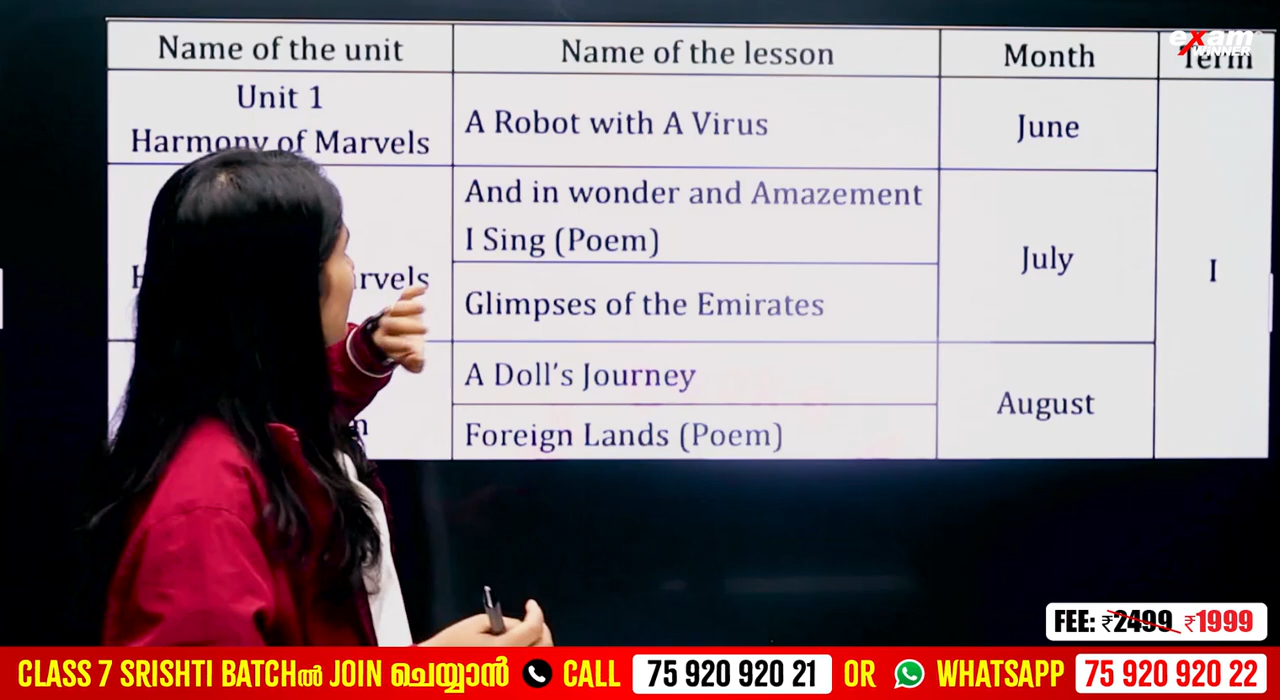 exam
WINNER
Name of the unit
Name of the lesson
Month
Term
Unit 1
Harmony of Marvels
A Robot with A Virus
June
And in wonder and Amazement
I Sing (Poem)
July
I
Glimpses of the Emirates
A Doll's Journey
August
Foreign Lands (Poem)
FEE: ₹2499 ₹1999
CLASS 7 SRISHTI BATCHൽ JOIN ചെയ്യാൻ CALL 75 920 920 21 OR WHATSAPP 75 920 920 22